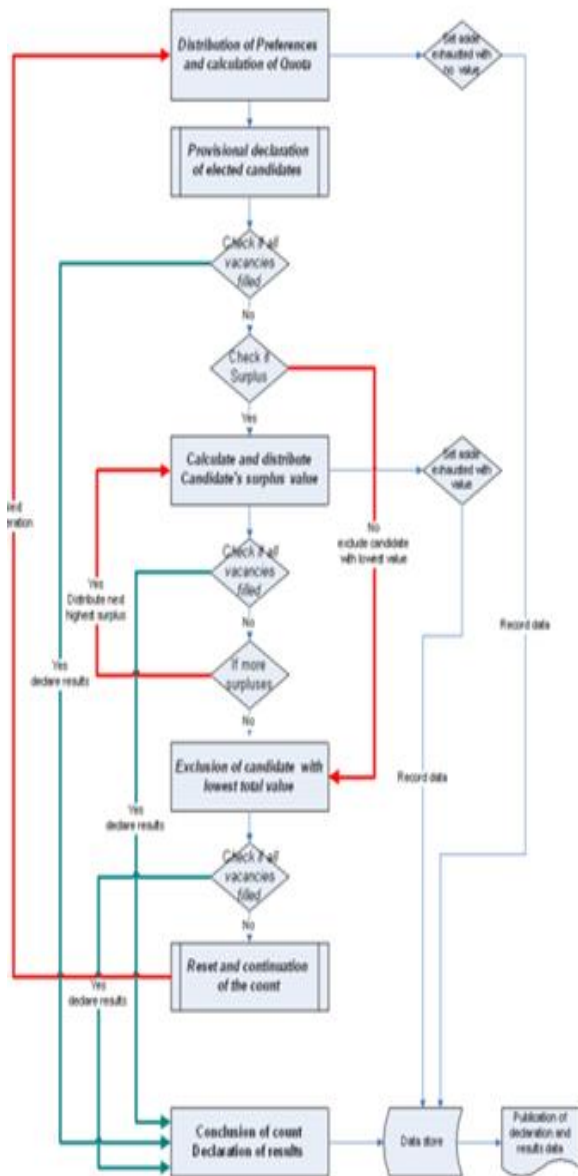 Distribution of Preferences
and calculation of Quota
Set aside
exhausted with
no value
Provisional declaration
of elected candidates
Check if all
vacancies
filled
No
Check if
Surplus
Yes
Calculate and distribute
Candidate's surplus value
Set aside
exhausted with
value
No
exclude candidate
with lowest value
Check if all
vacancies
filled
Yes
Distribute next
highest surplus
No
If more
surpluses
Record data
Yes
declare results
No
Exclusion of candidate with
lowest total value
Record data
Yes
declare results
Check if all
vacancies
filled
No
Reset and continuation
of the count
Yes
declare results
Conclusion of count
Declaration of results
Data store
Publication of
declaration and
results data